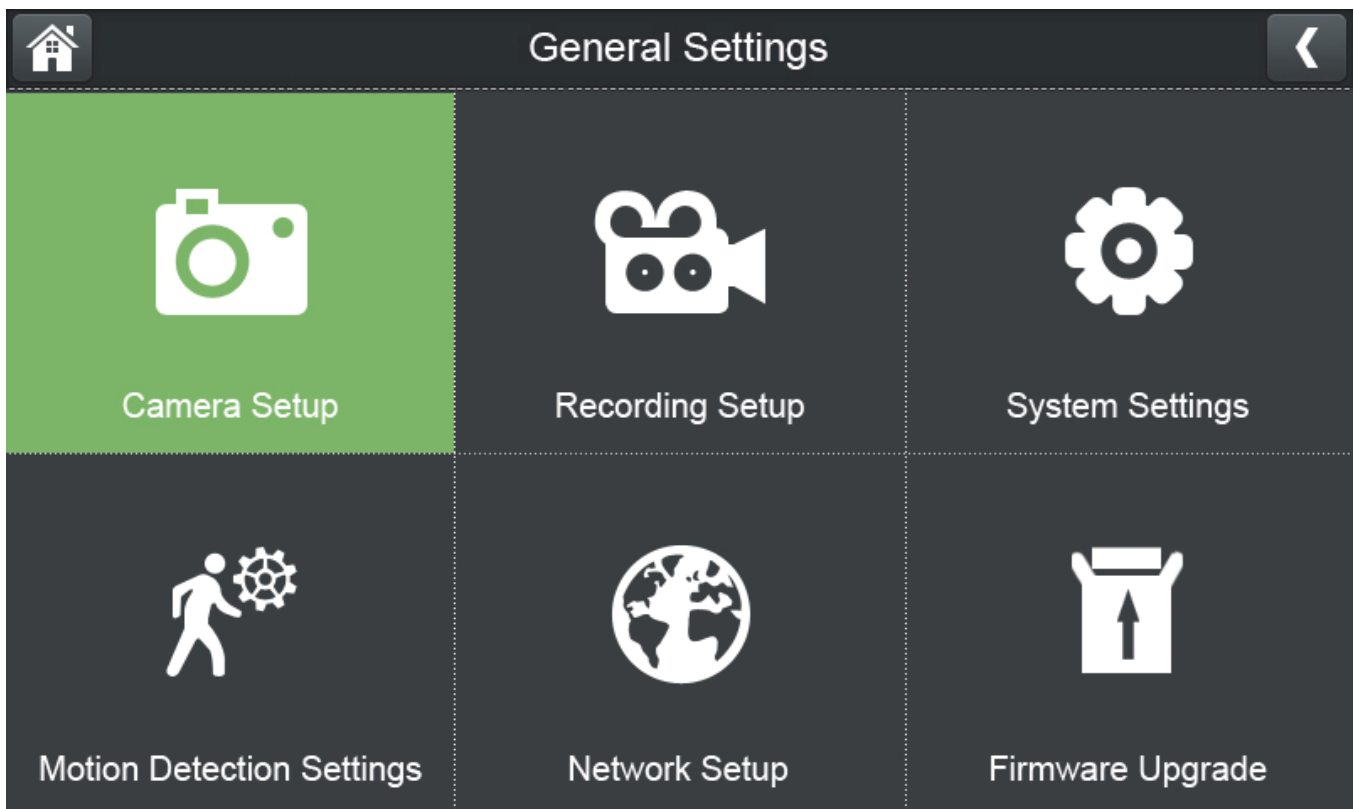 General Settings
Camera Setup
Recording Setup
System Settings
Motion Detection Settings
Network Setup
Firmware Upgrade